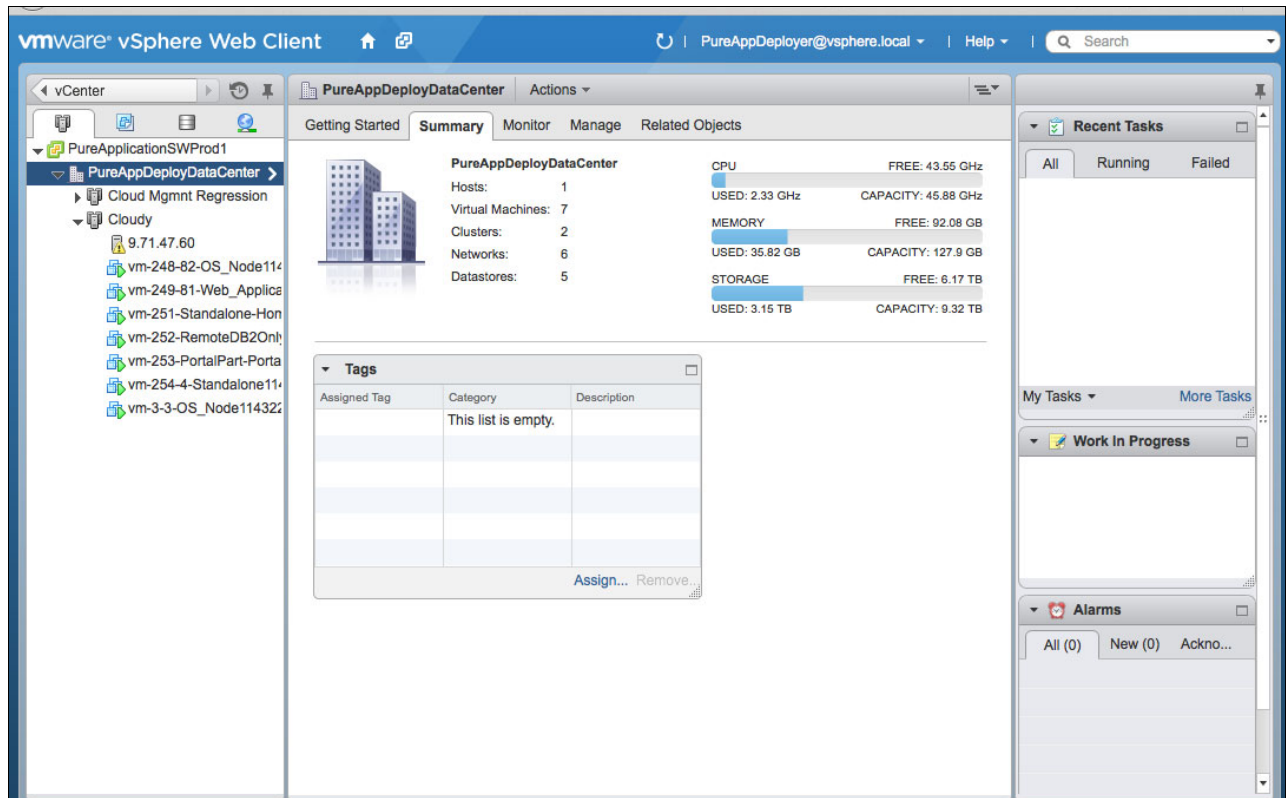 vmware® vSphere Web Client
PureAppDeployer@vsphere.local
Help
Search
vCenter
PureApplicationSWProd1
PureAppDeployDataCenter
Cloud Mgmnt Regression
Cloudy
9.71.47.60
vm-248-82-OS_Node114
vm-249-81-Web_Applica
vm-251-Standalone-Hon
vm-252-RemoteDB2Only
vm-253-PortalPart-Porta
vm-254-4-Standalone114
vm-3-3-OS_Node114322
PureAppDeployDataCenter Actions
Getting Started Summary Monitor Manage Related Objects
PureAppDeployDataCenter
Hosts: 1
Virtual Machines: 7
Clusters: 2
Networks: 6
Datastores: 5
CPU FREE: 43.55 GHz
USED: 2.33 GHz CAPACITY: 45.88 GHz
MEMORY FREE: 92.08 GB
USED: 35.82 GB CAPACITY: 127.9 GB
STORAGE FREE: 6.17 TB
USED: 3.15 TB CAPACITY: 9.32 TB
Tags
Assigned Tag Category Description
This list is empty.
Assign... Remove...
Recent Tasks
All Running Failed
My Tasks More Tasks
Work In Progress
Alarms
All (0) New (0) Ackno...